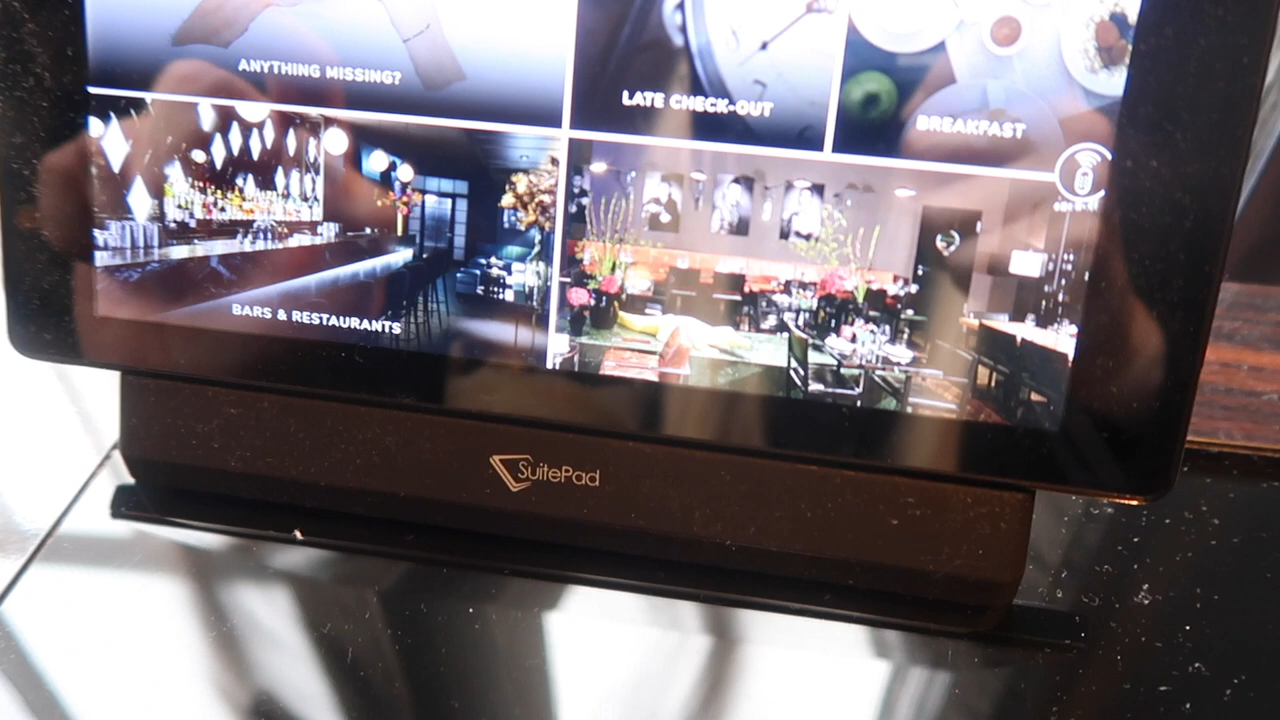 ANYTHING MISSING?
LATE CHECK-OUT
BREAKFAST
BARS & RESTAURANTS
SuitePad